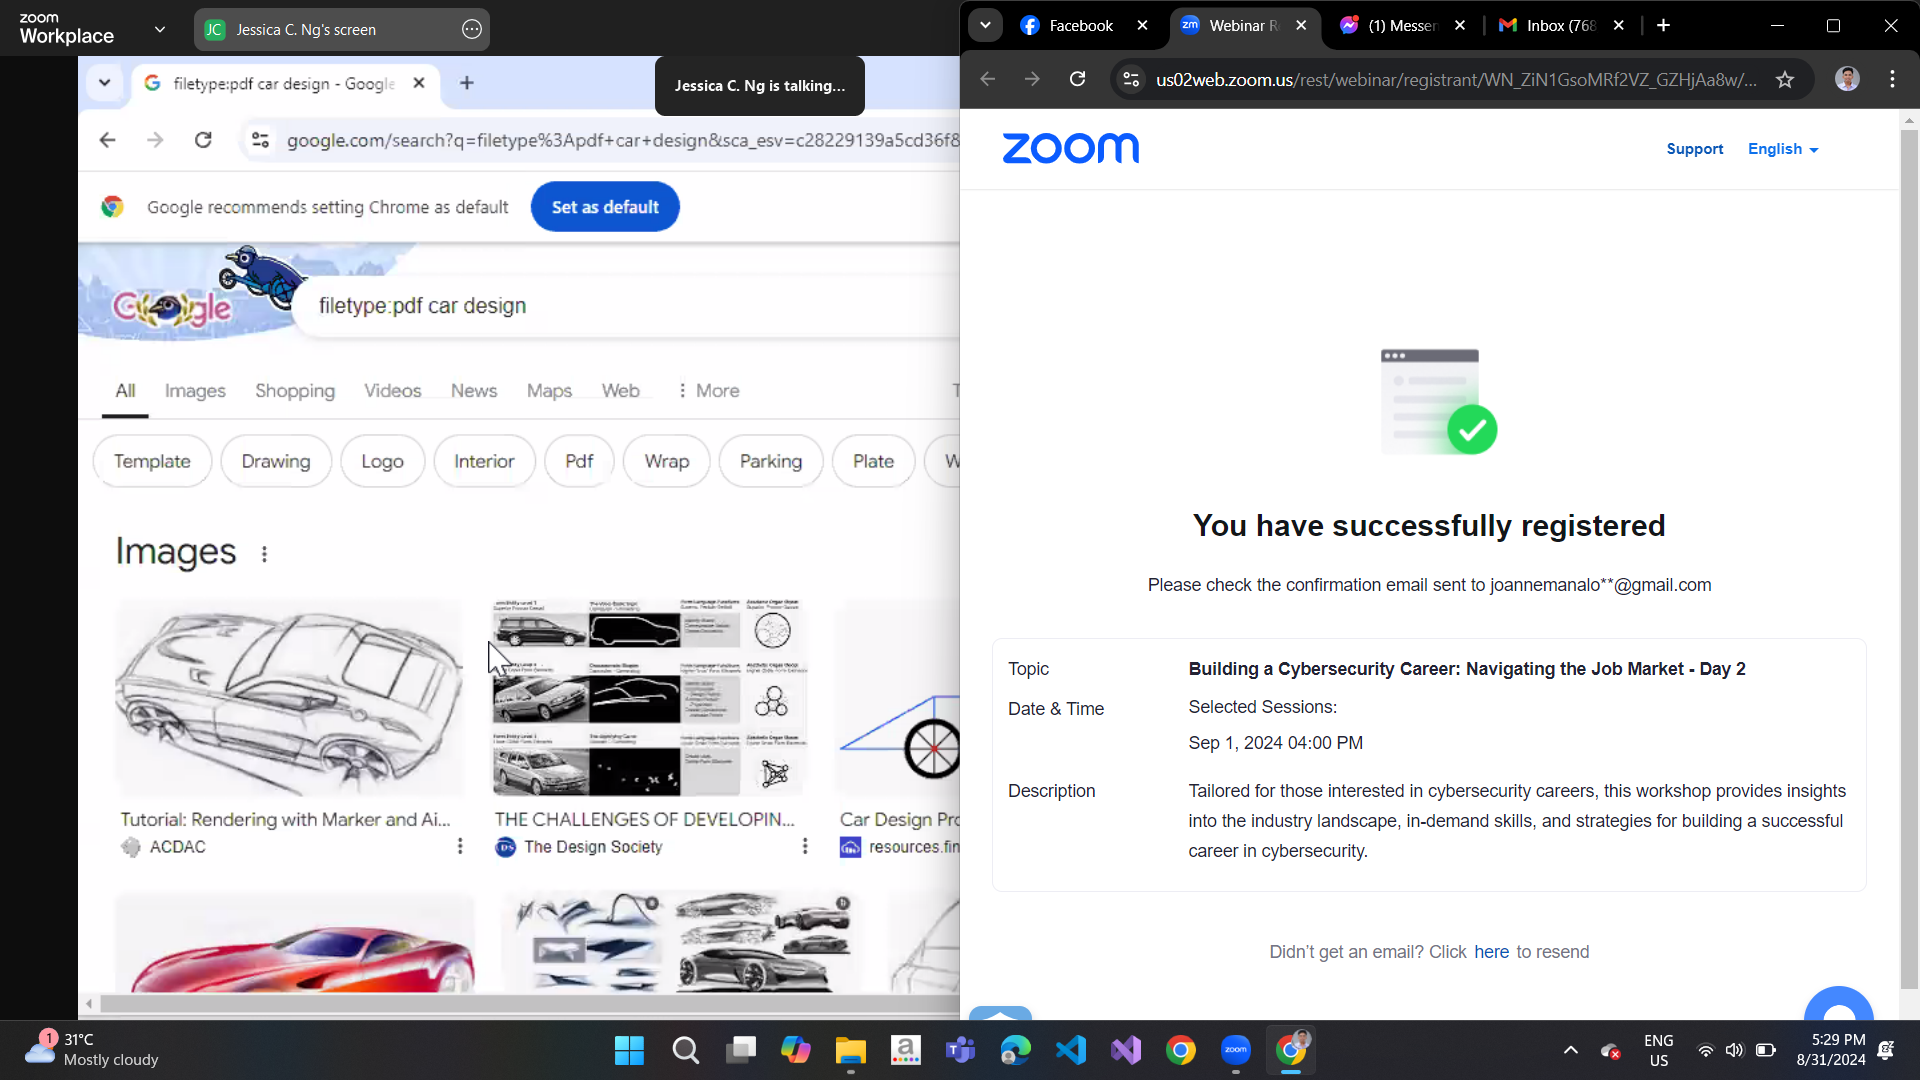 zoom
Workplace
JC Jessica C. Ng's screen
filetype:pdf car design - Google
Jessica C. Ng is talking...
google.com/search?q=filetype%3Apdf+car+design&sca_esv=c28229139a5cd36f8
Google recommends setting Chrome as default
Set as default
Google
filetype:pdf car design
All Images Shopping Videos News Maps Web More
Template Drawing Logo Interior Pdf Wrap Parking Plate W
Images
Tutorial: Rendering with Marker and Ai...
ACDAC
THE CHALLENGES OF DEVELOPIN...
The Design Society
Car Design Pro
resources.fin
Facebook
zm Webinar R
(1) Messen
Inbox (768
us02web.zoom.us/rest/webinar/registrant/WN_ZiN1GsoMRf2VZ_GZHjAa8w/...
zoom
Support English
You have successfully registered
Please check the confirmation email sent to joannemanalo**@gmail.com
Topic Building a Cybersecurity Career: Navigating the Job Market - Day 2
Date & Time Selected Sessions:
Sep 1, 2024 04:00 PM
Description Tailored for those interested in cybersecurity careers, this workshop provides insights
into the industry landscape, in-demand skills, and strategies for building a successful
career in cybersecurity.
Didn't get an email? Click here to resend
1
31°C
Mostly cloudy
a
zoom
ENG
US
5:29 PM
8/31/2024